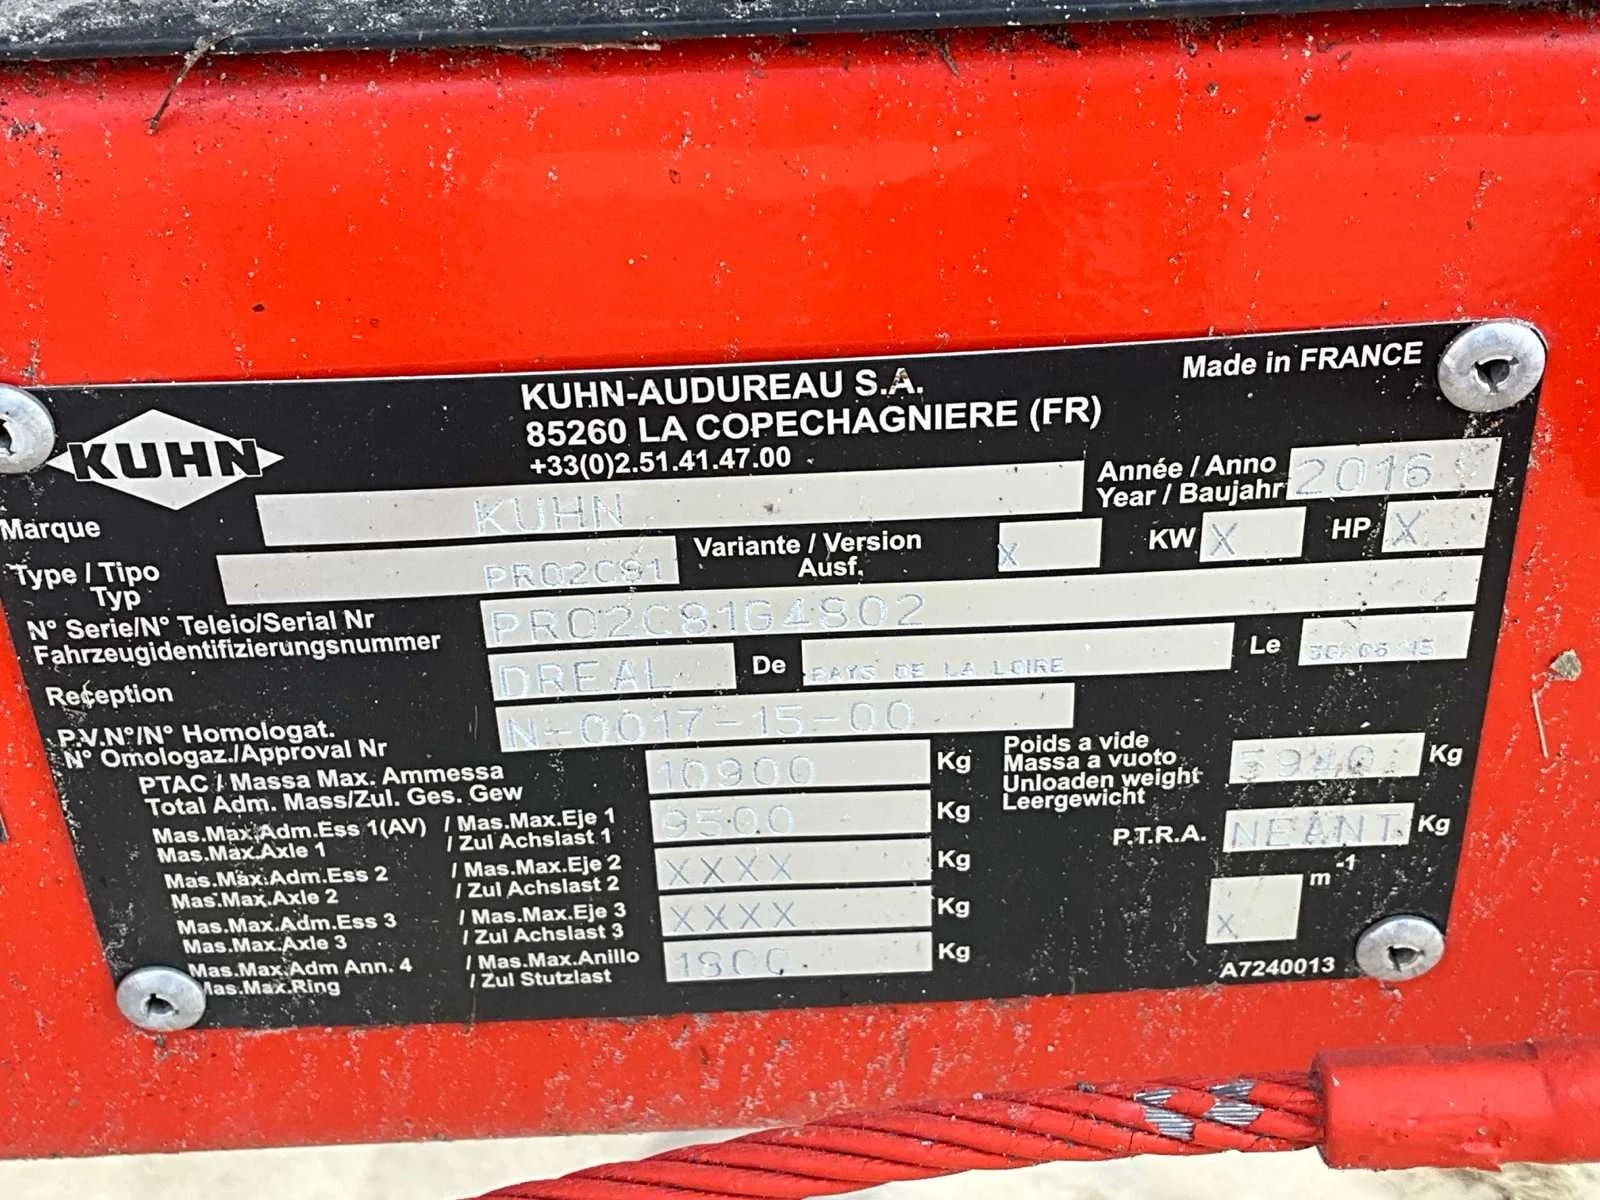 KUHN-AUDUREAU S.A.
Made in FRANCE
85260 LA COPECHAGNIERE (FR)
+33(0)2.51.41.47.00
KUHN
Marque KUHN
Année / Anno
Year / Baujahr 2016
Type / Tipo
Typ PR02C81
Variante / Version
Ausf. X
KW X HP X
N° Serie/N° Teleio/Serial Nr
Fahrzeugidentifizierungsnummer PR02C81G4802
Reception DREAL De PAYS DE LA LOIRE Le
P.V.N°/N° Homologat.
N° Omologaz./Approval Nr N-0017-15-00
PTAC / Massa Max. Ammessa
Total Adm. Mass/Zul. Ges. Gew 10900 Kg
Poids a vide
Massa a vuoto
Unloaden weight
Leergewicht Kg
Mas.Max.Adm.Ess 1(AV) / Mas.Max.Eje 1
Mas.Max.Axle 1 / Zul Achslast 1 9500 Kg
P.T.R.A. NEANT Kg
Mas.Max.Adm.Ess 2 / Mas.Max.Eje 2
Mas.Max.Axle 2 / Zul Achslast 2 XXXX Kg
X m -1
Mas.Max.Adm.Ess 3 / Mas.Max.Eje 3
Mas.Max.Axle 3 / Zul Achslast 3 XXXX Kg
Mas.Max.Adm Ann. 4 / Mas.Max.Anillo
Mas.Max.Ring / Zul Stutzlast Kg
A7240013